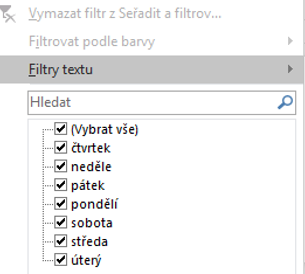 Vymazat filtr z Seřadit a filtrov...
Filtrovat podle barvy
Filtry textu
Hledat
(Vybrat vše)
čtvrtek
neděle
pátek
pondělí
sobota
středa
úterý